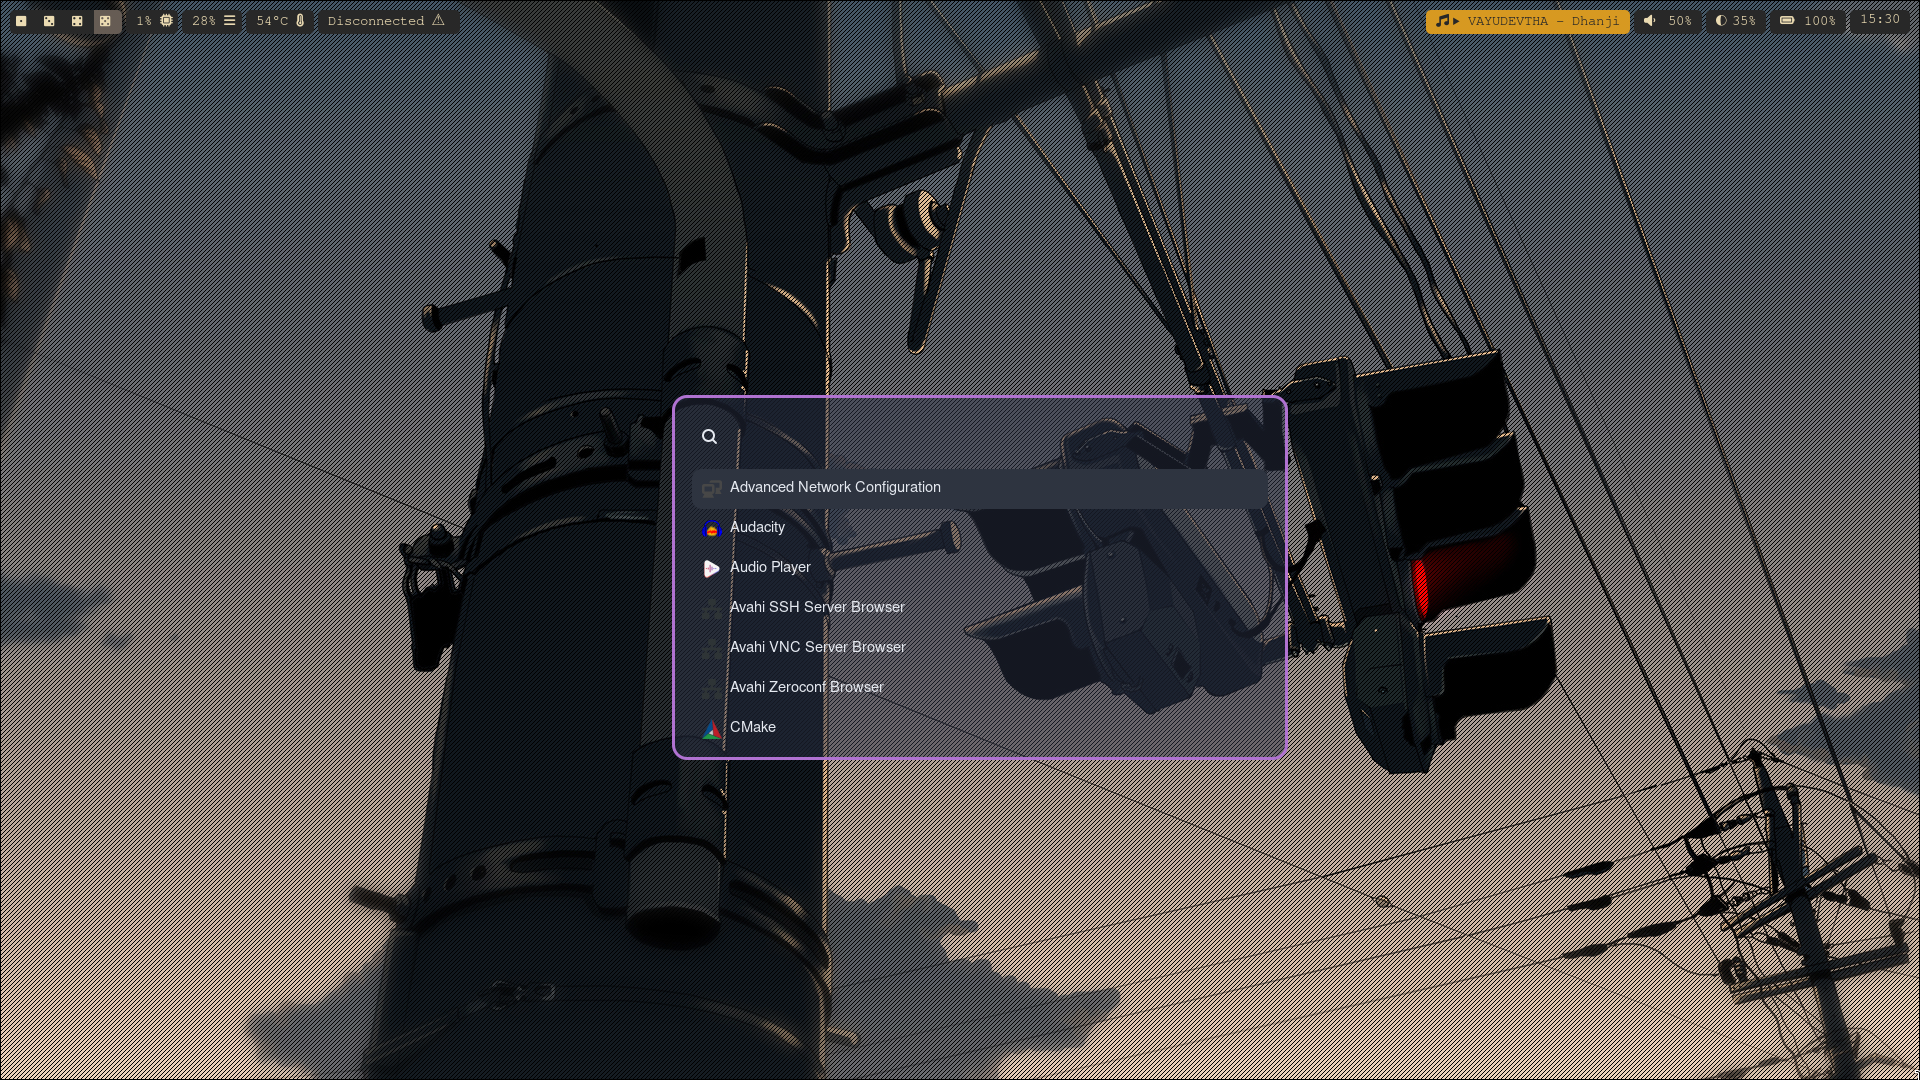 1%
28%
54°C
Disconnected
VAYUDEVTHA - Dhanji
50%
35%
100%
15:30
Advanced Network Configuration
Audacity
Audio Player
Avahi SSH Server Browser
Avahi VNC Server Browser
Avahi Zeroconf Browser
CMake